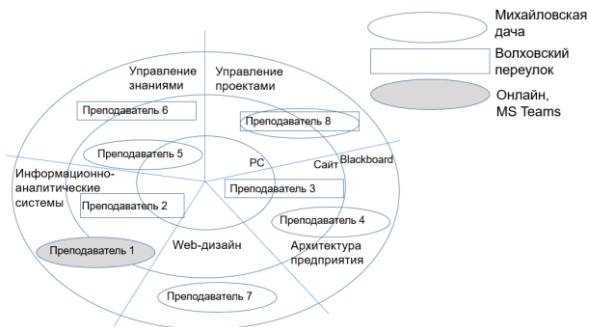 Михайловская
дача
Волховский
переулок
Онлайн,
MS Teams
Управление
знаниями
Управление
проектами
Преподаватель 6
Преподаватель 8
Преподаватель 5
РС
Сайт
Blackboard
Информационно-
аналитические
системы
Преподаватель 3
Преподаватель 2
Преподаватель 4
Преподаватель 1
Web-дизайн
Архитектура
предприятия
Преподаватель 7